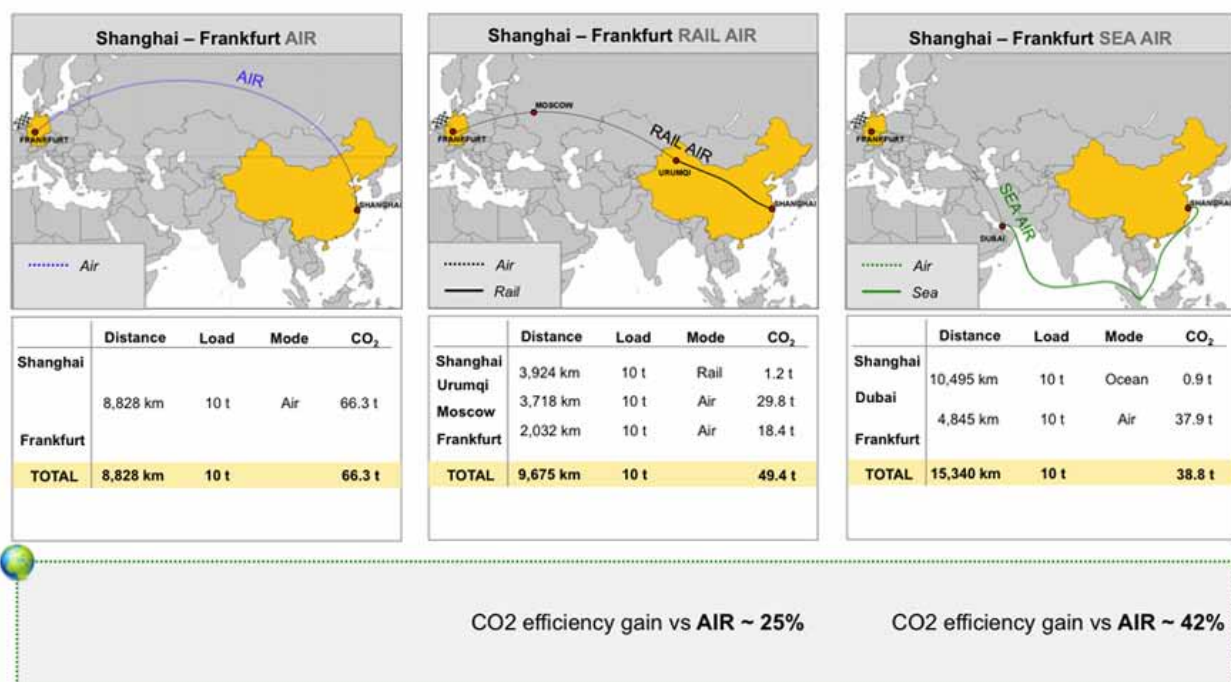 Shanghai – Frankfurt AIR
AIR
FRANKFURT
SHANGHAI
Air
Distance Load Mode CO2
Shanghai
8,828 km 10 t Air 66.3 t
Frankfurt
TOTAL 8,828 km 10 t 66.3 t
Shanghai – Frankfurt RAIL AIR
MOSCOW
FRANKFURT
RAIL AIR
URUMQI
SHANGHAI
Air
Rail
Distance Load Mode CO2
Shanghai
3,924 km 10 t Rail 1.2 t
Urumqi
3,718 km 10 t Air 29.8 t
Moscow
2,032 km 10 t Air 18.4 t
Frankfurt
TOTAL 9,675 km 10 t 49.4 t
Shanghai – Frankfurt SEA AIR
FRANKFURT
SEA AIR
SHANGHAI
DUBAI
Air
Sea
Distance Load Mode CO2
Shanghai
10,495 km 10 t Ocean 0.9 t
Dubai
4,845 km 10 t Air 37.9 t
Frankfurt
TOTAL 15,340 km 10 t 38.8 t
CO2 efficiency gain vs AIR ~ 25%
CO2 efficiency gain vs AIR ~ 42%